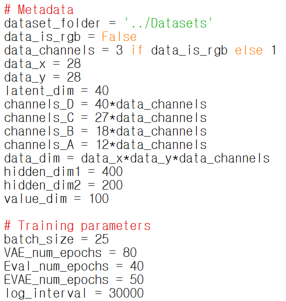 # Metadata
dataset_folder = '../Datasets'
data_is_rgb = False
data_channels = 3 if data_is_rgb else 1
data_x = 28
data_y = 28
latent_dim = 40
channels_D = 40*data_channels
channels_C = 27*data_channels
channels_B = 18*data_channels
channels_A = 12*data_channels
data_dim = data_x*data_y*data_channels
hidden_dim1 = 400
hidden_dim2 = 200
value_dim = 100
# Training parameters
batch_size = 25
VAE_num_epochs = 80
Eval_num_epochs = 40
EVAE_num_epochs = 50
log_interval = 30000